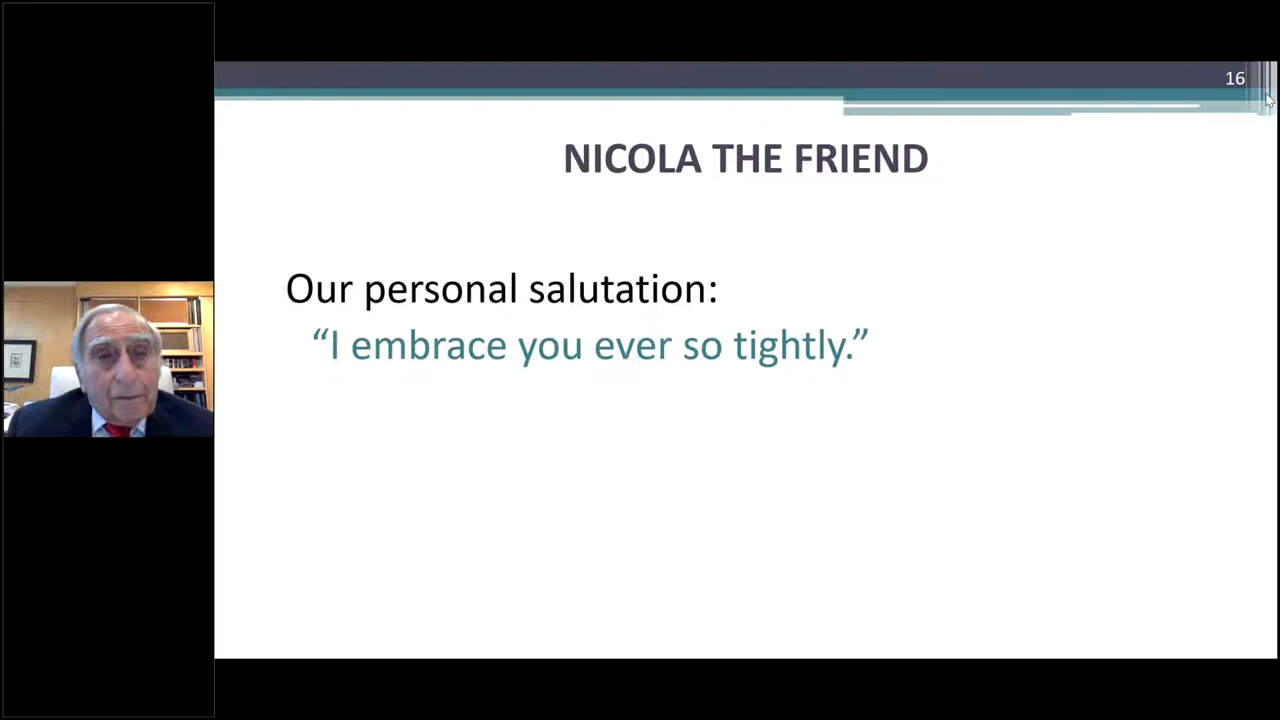 16
NICOLA THE FRIEND
Our personal salutation:
“I embrace you ever so tightly.”